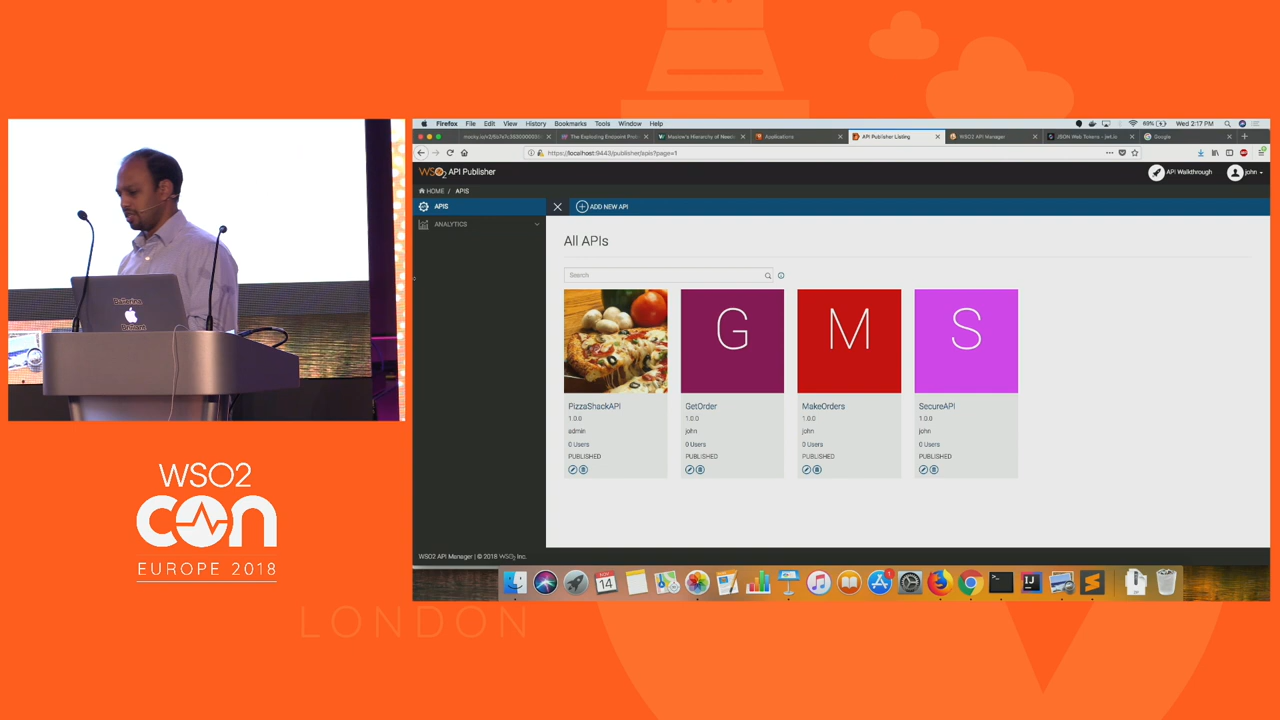 Firefox File Edit View History Bookmarks Tools Window Help
69% Wed 2:17 PM
The Exploding Endpoint Prob
Maslow's Hierarchy of Needs
Applications
API Publisher Listing
WSO2 API Manager
JSON Web Tokens - jwt.io
Google
https://localhost:9443/publisher/apis?page=1
WSO2 API Publisher
API Walkthrough
john
HOME / APIS
APIS
ADD NEW API
ANALYTICS
All APIs
Search
G
M
S
PizzaShackAPI
1.0.0
admin
0 Users
PUBLISHED
GetOrder
1.0.0
john
0 Users
PUBLISHED
MakeOrders
1.0.0
john
0 Users
PUBLISHED
SecureAPI
1.0.0
john
0 Users
PUBLISHED
WSO2 API Manager | © 2018 WSO2 Inc.
NOV
14
Ballerina
WSO2
con
EUROPE 2018
LONDON